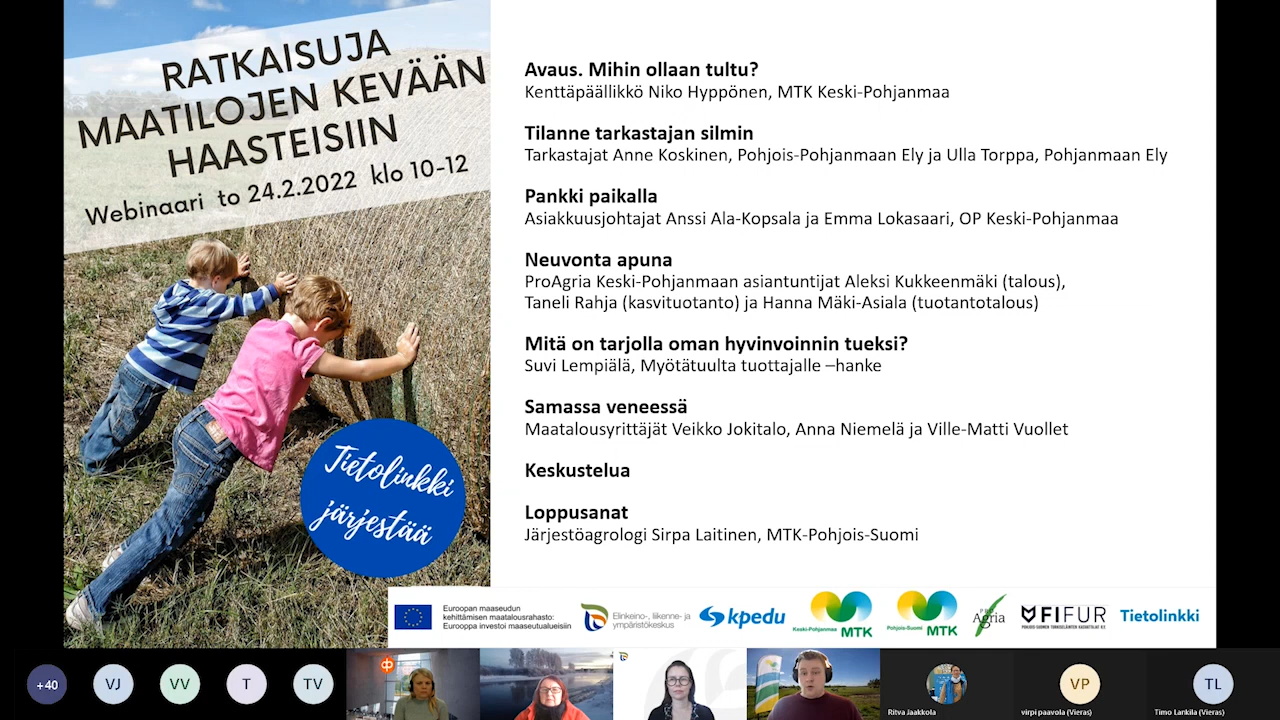 RATKAISUJA
MAATILOJEN KEVÄÄN
HAASTEISIIN
Webinaari to 24.2.2022 klo 10-12
Tietolinkki
järjestää
Avaus. Mihin ollaan tultu?
Kenttäpäällikkö Niko Hyppönen, MTK Keski-Pohjanmaa
Tilanne tarkastajan silmin
Tarkastajat Anne Koskinen, Pohjois-Pohjanmaan Ely ja Ulla Torppa, Pohjanmaan Ely
Pankki paikalla
Asiakkuusjohtajat Anssi Ala-Kopsala ja Emma Lokasaari, OP Keski-Pohjanmaa
Neuvonta apuna
ProAgria Keski-Pohjanmaan asiantuntijat Aleksi Kukkeenmäki (talous),
Taneli Rahja (kasvituotanto) ja Hanna Mäki-Asiala (tuotantotalous)
Mitä on tarjolla oman hyvinvoinnin tueksi?
Suvi Lempiälä, Myötätuulta tuottajalle –hanke
Samassa veneessä
Maatalousyrittäjät Veikko Jokitalo, Anna Niemelä ja Ville-Matti Vuollet
Keskustelua
Loppusanat
Järjestöagrologi Sirpa Laitinen, MTK-Pohjois-Suomi
Euroopan maaseudun
kehittämisen maatalousrahasto:
Eurooppa investoi maaseutualueisiin
Elinkeino-, liikenne- ja
ympäristökeskus
kpedu
Keski-Pohjanmaa MTK
Pohjois-Suomi MTK
PRO
Agria
FIFUR
POHJOIS-SUOMEN TURKISELÄINTEN KASVATTAJAT R.Y.
Tietolinkki
+40
VJ
VV
T
TV
Ritva Jaakkola
VP
virpi paavola (Vieras)
TL
Timo Lankila (Vieras)